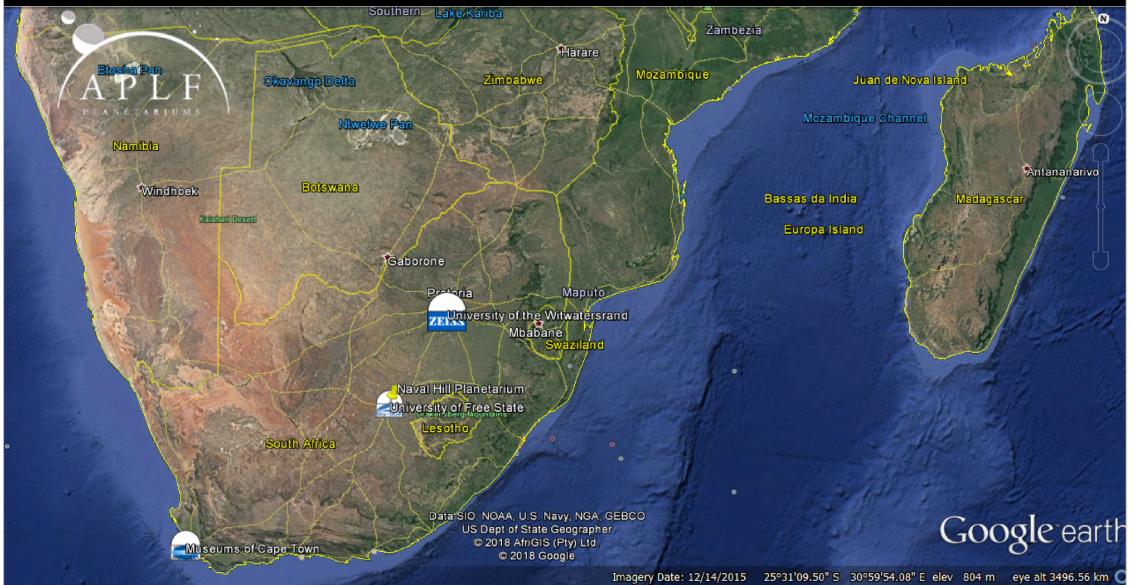 Southern
Lake Kariba
Zambezia
Harare
Etosha Pan
Okavango Delta
Zimbabwe
Mozambique
Juan de Nova Island
APLF
PLANETARIUMS
Ntwetwe Pan
Mozambique Channel
Namibia
Windhoek
Botswana
Antananarivo
Bassas da India
Madagascar
Kalahari Desert
Europa Island
Gaborone
Pretoria
Maputo
ZEISS
University of the Witwatersrand
Mbabane
Swaziland
Naval Hill Planetarium
University of Free State
Drakensberg Mountains
Lesotho
South Africa
Data SIO, NOAA, U.S. Navy, NGA, GEBCO
US Dept of State Geographer
© 2018 AfriGIS (Pty) Ltd.
© 2018 Google
Google earth
Museums of Cape Town
Imagery Date: 12/14/2015 25°31'09.50" S 30°59'54.08" E elev 804 m eye alt 3496.56 km
N